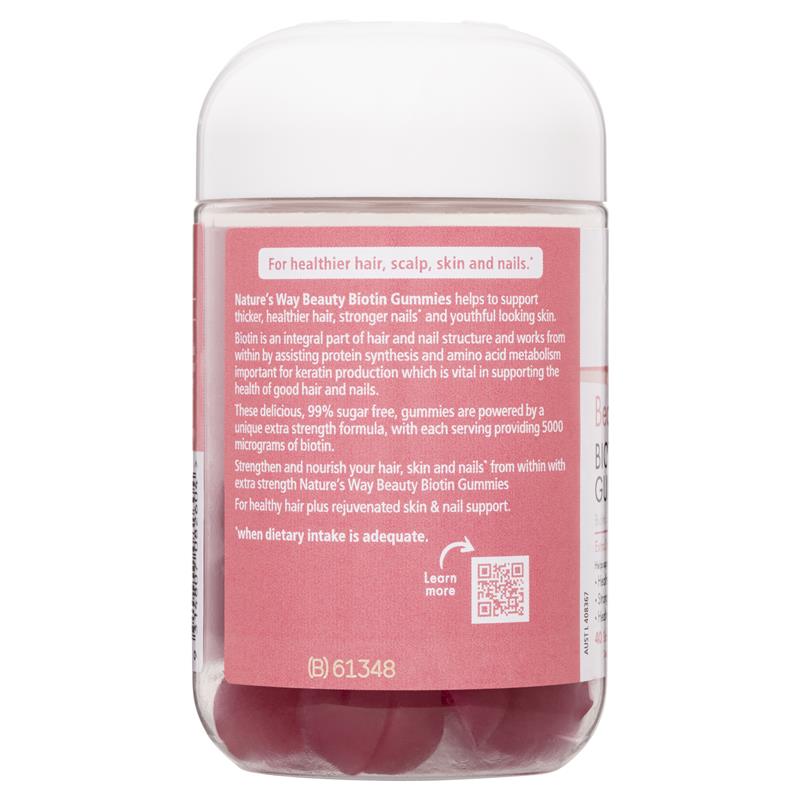 For healthier hair, scalp, skin and nails.*
Nature's Way Beauty Biotin Gummies helps to support
thicker, healthier hair, stronger nails* and youthful looking skin.
Biotin is an integral part of hair and nail structure and works from
within by assisting protein synthesis and amino acid metabolism
important for keratin production which is vital in supporting the
health of good hair and nails.
These delicious, 99% sugar free, gummies are powered by a
unique extra strength formula, with each serving providing 5000
micrograms of biotin.
Strengthen and nourish your hair, skin and nails* from within with
extra strength Nature's Way Beauty Biotin Gummies
For healthy hair plus rejuvenated skin & nail support.
*when dietary intake is adequate.
Learn
more
(B) 61348
AUST L 408367